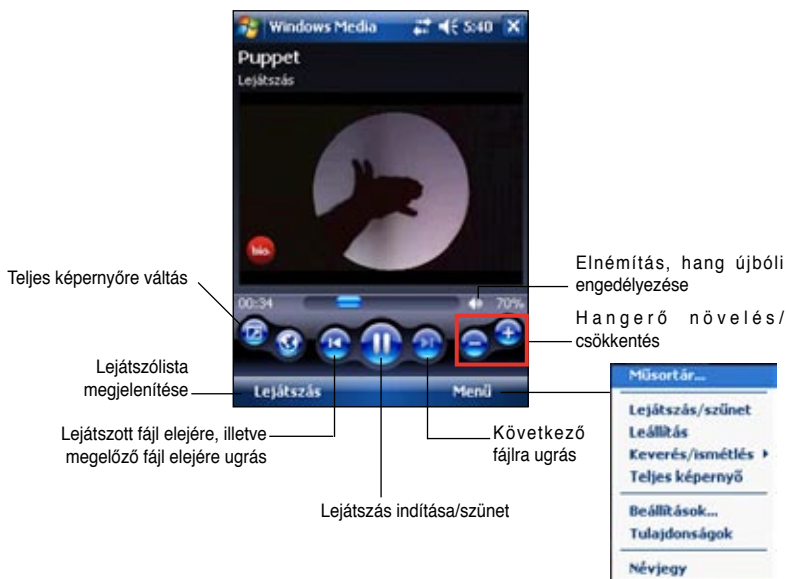 Windows Media 5:40
Puppet
Lejátszás
bio.
00:34 70%
Lejátszás Menü
Teljes képernyőre váltás
Lejátszólista
megjelenítése
Lejátszott fájl elejére, illetve
megelőző fájl elejére ugrás
Lejátszás indítása/szünet
Következő
fájlra ugrás
Elnémítás, hang újbóli
engedélyezése
Hangerő növelés/
csökkentés
Műsortár...
Lejátszás/szünet
Leállítás
Keverés/ismétlés
Teljes képernyő
Beállítások...
Tulajdonságok
Névjegy